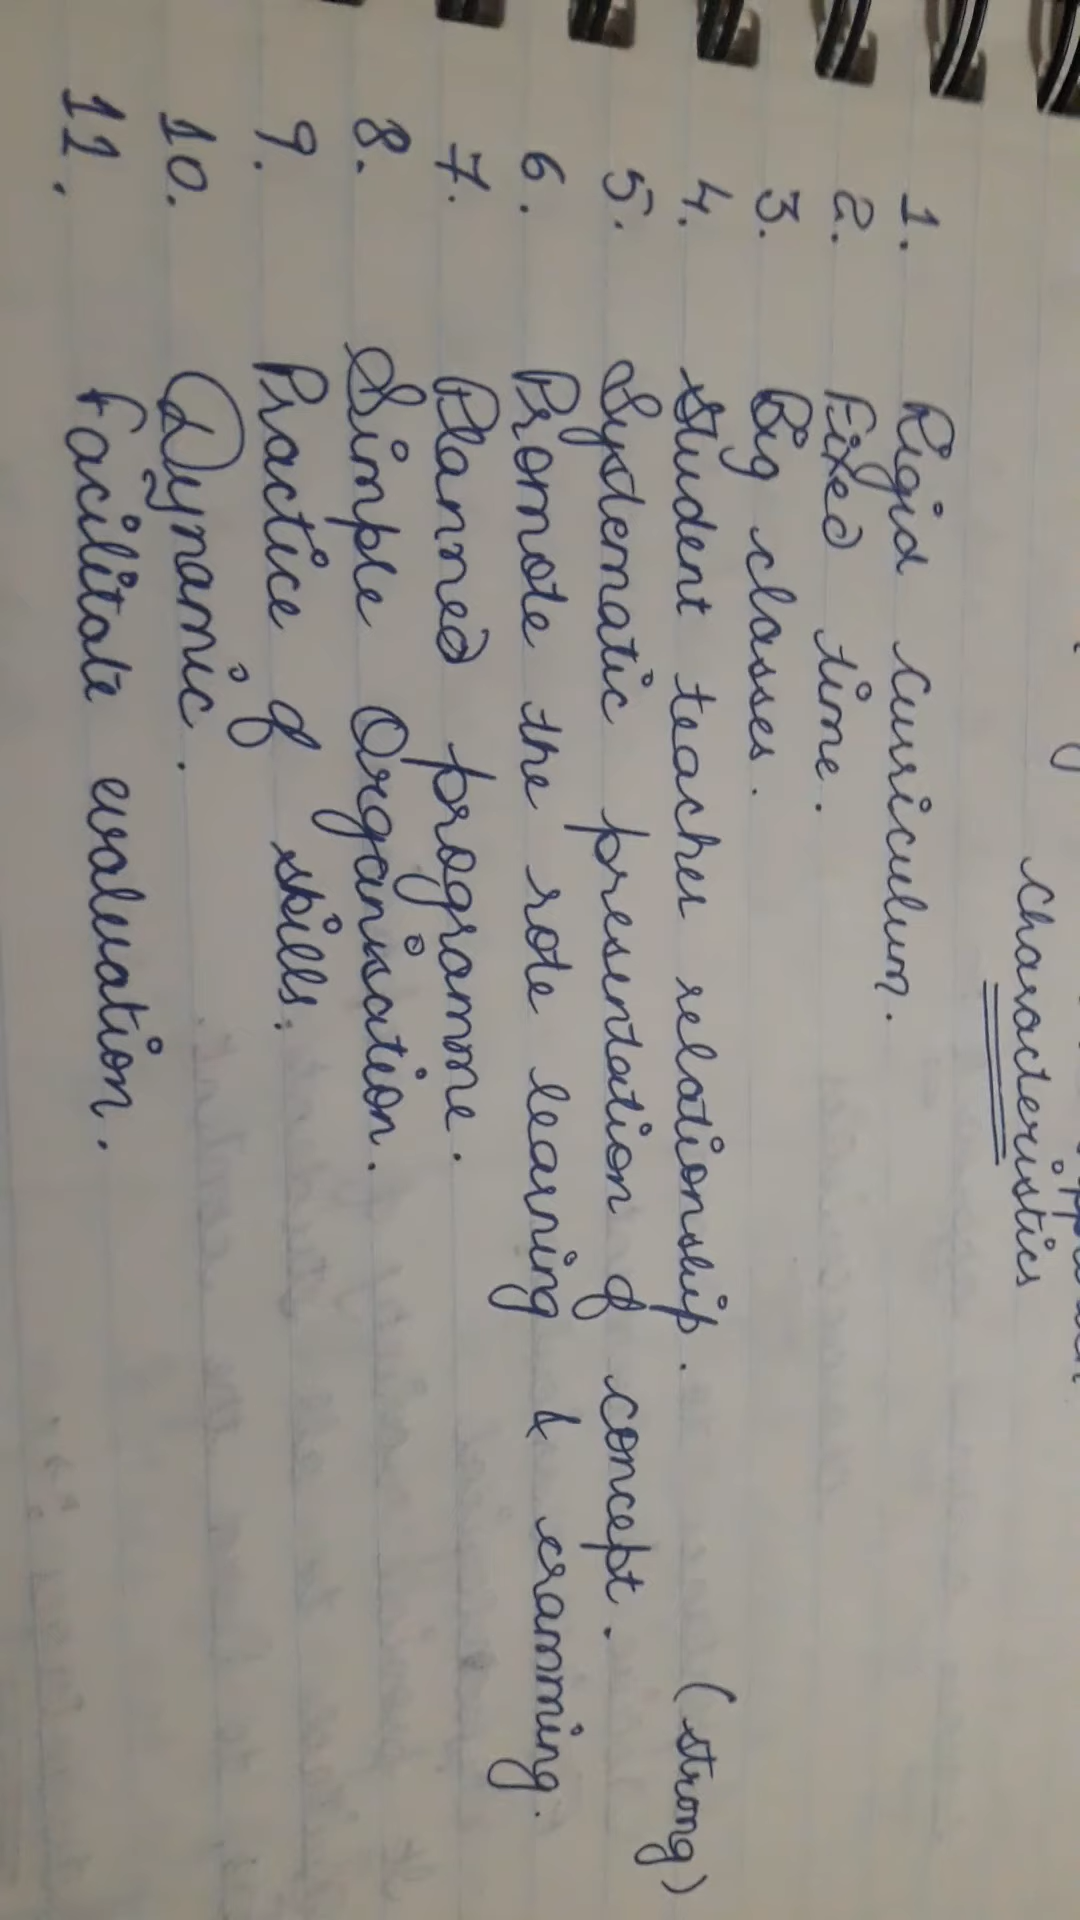 Characteristics
1. Rigid curriculum.
2. Fixed time.
3. Big classes.
4. Student teacher relationship. (strong)
5. Systematic presentation of concept.
6. Promote the rote learning & cramming.
7. Planned programme.
8. Simple Organisation.
9. Practice of skills.
10. Dynamic.
11. Facilitate evaluation.